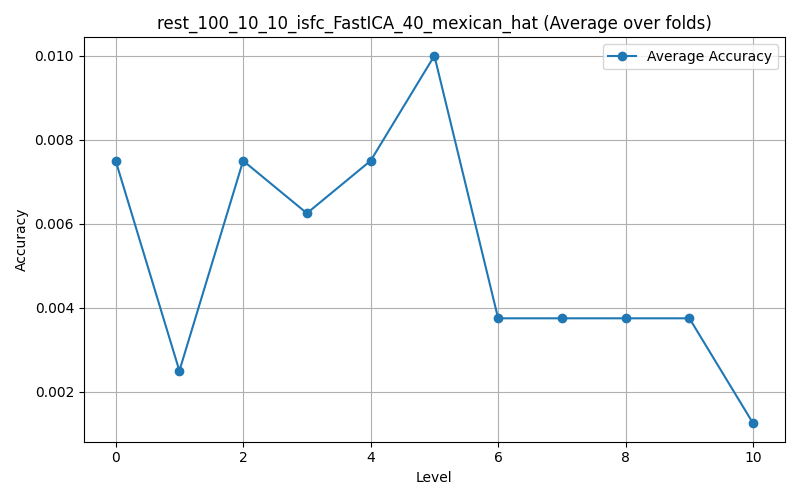 rest_100_10_10_isfc_FastICA_40_mexican_hat (Average over folds)
Average Accuracy
0.010
0.008
0.006
0.004
0.002
Accuracy
0 2 4 6 8 10
Level